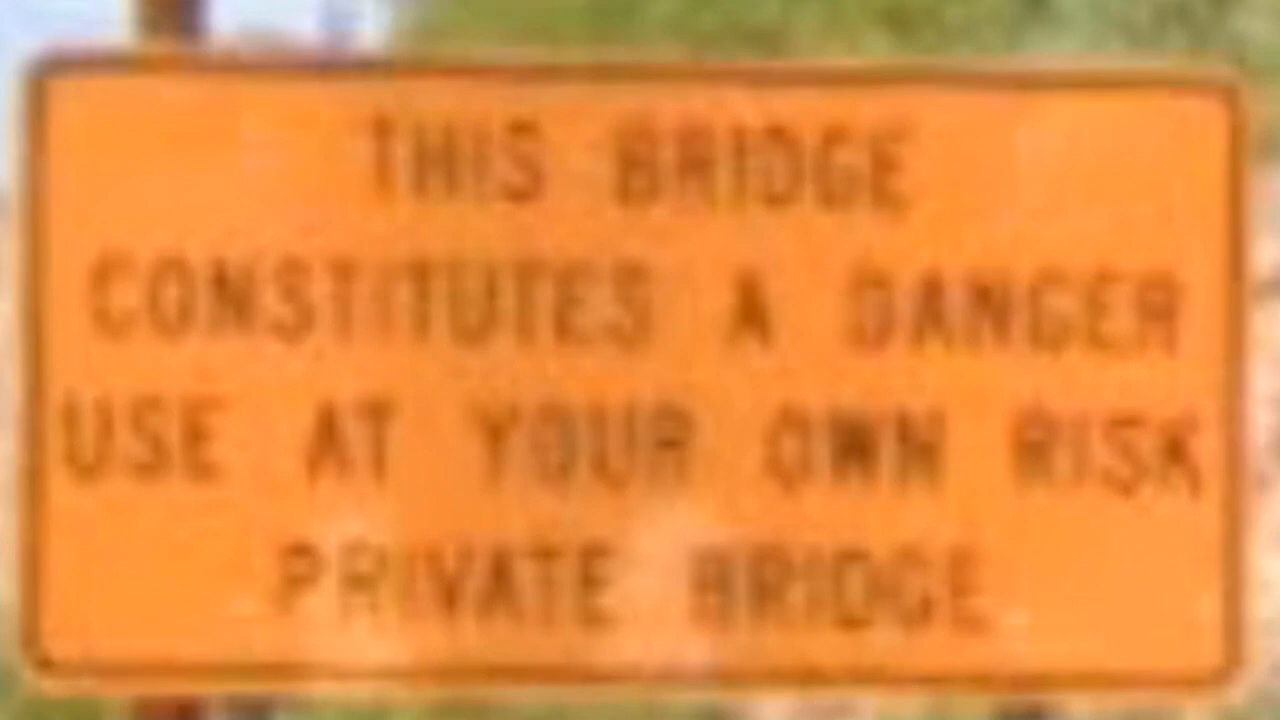 THIS BRIDGE
CONSTITUTES A DANGER
USE AT YOUR OWN RISK
PRIVATE BRIDGE